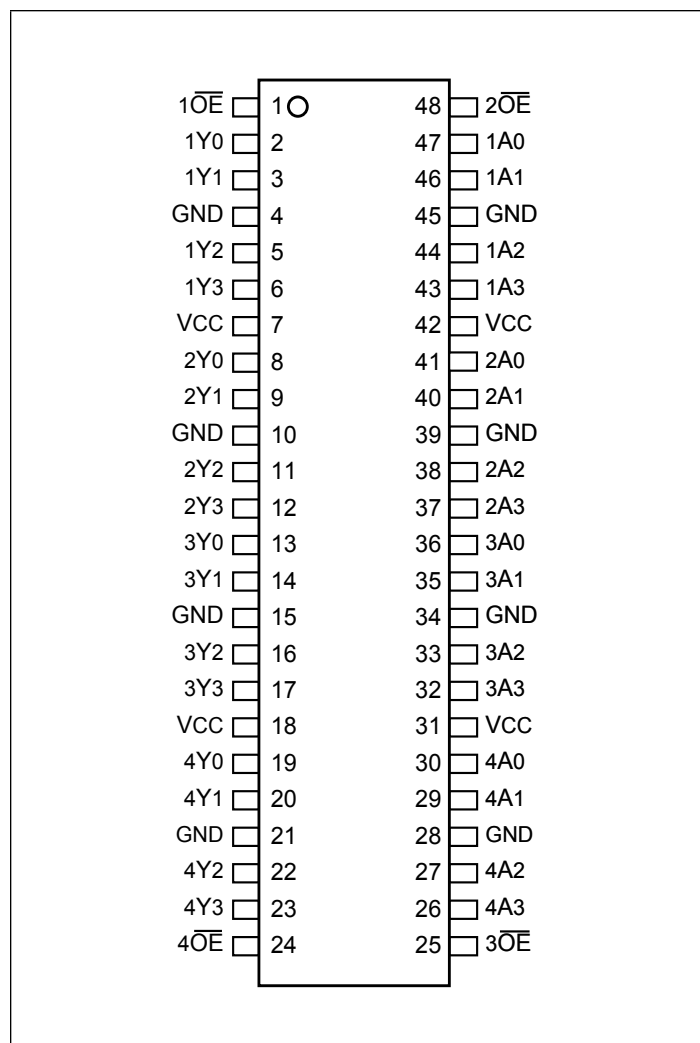 1O̅E̅ 1 48 2O̅E̅
1Y0 2 47 1A0
1Y1 3 46 1A1
GND 4 45 GND
1Y2 5 44 1A2
1Y3 6 43 1A3
VCC 7 42 VCC
2Y0 8 41 2A0
2Y1 9 40 2A1
GND 10 39 GND
2Y2 11 38 2A2
2Y3 12 37 2A3
3Y0 13 36 3A0
3Y1 14 35 3A1
GND 15 34 GND
3Y2 16 33 3A2
3Y3 17 32 3A3
VCC 18 31 VCC
4Y0 19 30 4A0
4Y1 20 29 4A1
GND 21 28 GND
4Y2 22 27 4A2
4Y3 23 26 4A3
4O̅E̅ 24 25 3O̅E̅